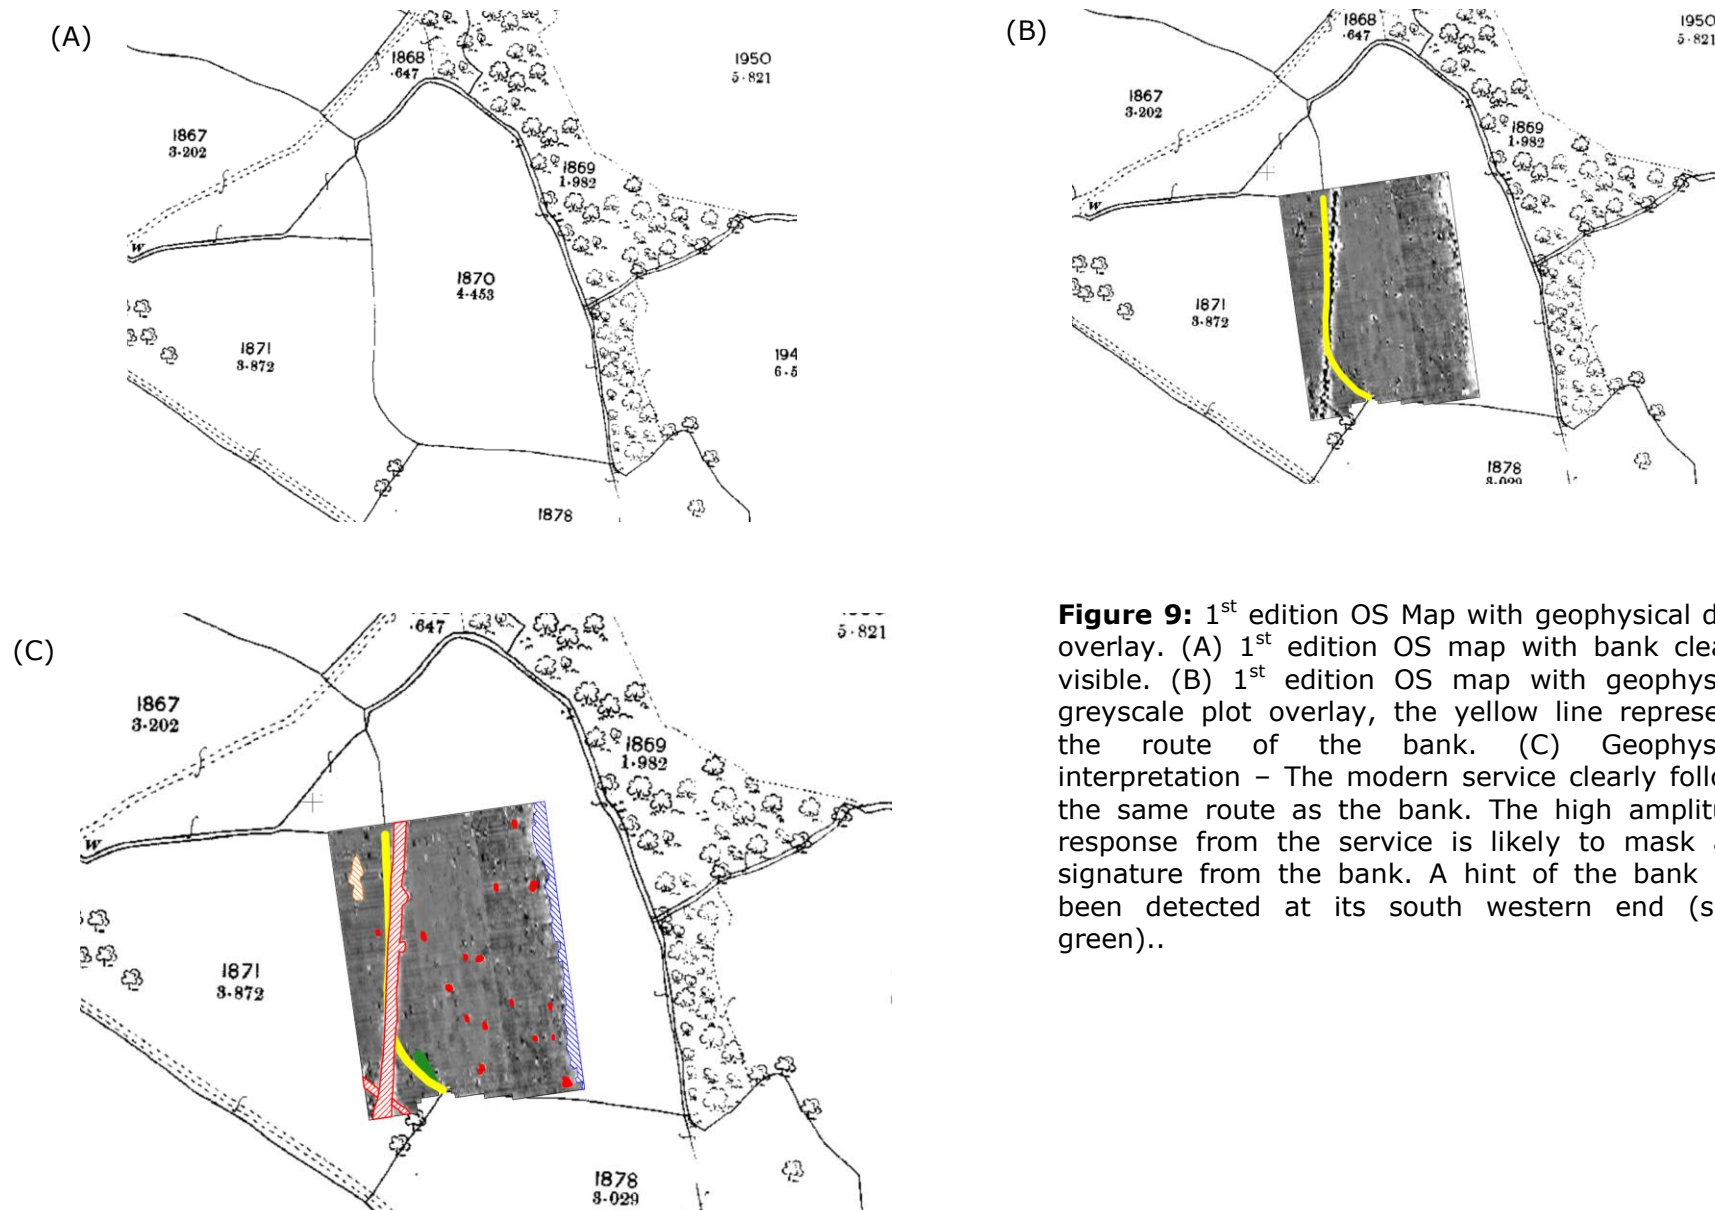 (A)
1868
·647
1950
5·821
1867
3·202
1869
1·982
W
1870
4·453
1871
3·872
194
6·5
1878
(B)
1868
·647
1950
5·821
1867
3·202
1869
1·982
W
1871
3·872
1878
3·029
(C)
·647
5·821
1867
3·202
1869
1·982
W
1871
3·872
1878
3·029
Figure 9: 1st edition OS Map with geophysical d
overlay. (A) 1st edition OS map with bank clea
visible. (B) 1st edition OS map with geophys
greyscale plot overlay, the yellow line represe
the route of the bank. (C) Geophys
interpretation – The modern service clearly follo
the same route as the bank. The high amplitu
response from the service is likely to mask a
signature from the bank. A hint of the bank
been detected at its south western end (s
green)..